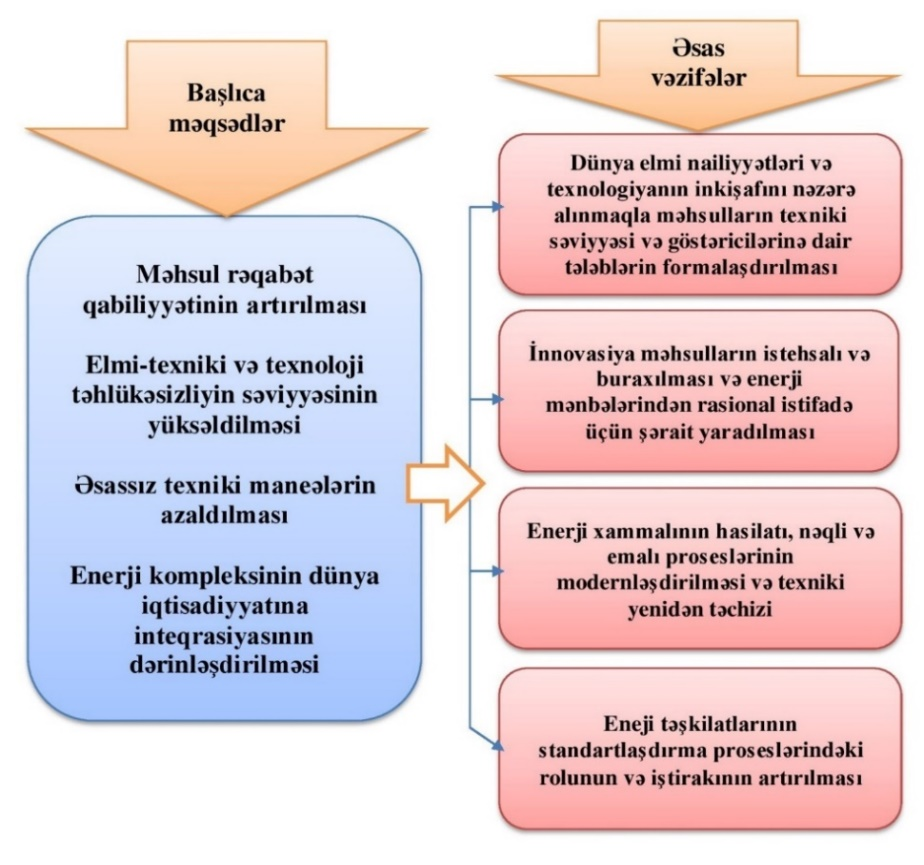 Başlıca
məqsədlər
Məhsul rəqabət
qabiliyyətinin artırılması
Elmi-texniki və texnoloji
təhlükəsizliyin səviyyəsinin
yüksəldilməsi
Əsassız texniki maneələrin
azaldılması
Enerji kompleksinin dünya
iqtisadiyyatına
inteqrasiyasının
dərinləşdirilməsi
Əsas
vəzifələr
Dünya elmi nailiyyətləri və
texnologiyanın inkişafını nəzərə
alınmaqla məhsulların texniki
səviyyəsi və göstəricilərinə dair
tələblərin formalaşdırılması
İnnovasiya məhsulların istehsalı və
buraxılması və enerji
mənbələrindən rasional istifadə
üçün şərait yaradılması
Enerji xammalının hasilatı, nəqli və
emalı proseslərinin
modernləşdirilməsi və texniki
yenidən təchizi
Eneji təşkilatlarının
standartlaşdırma proseslərindəki
rolunun və iştirakının artırılması